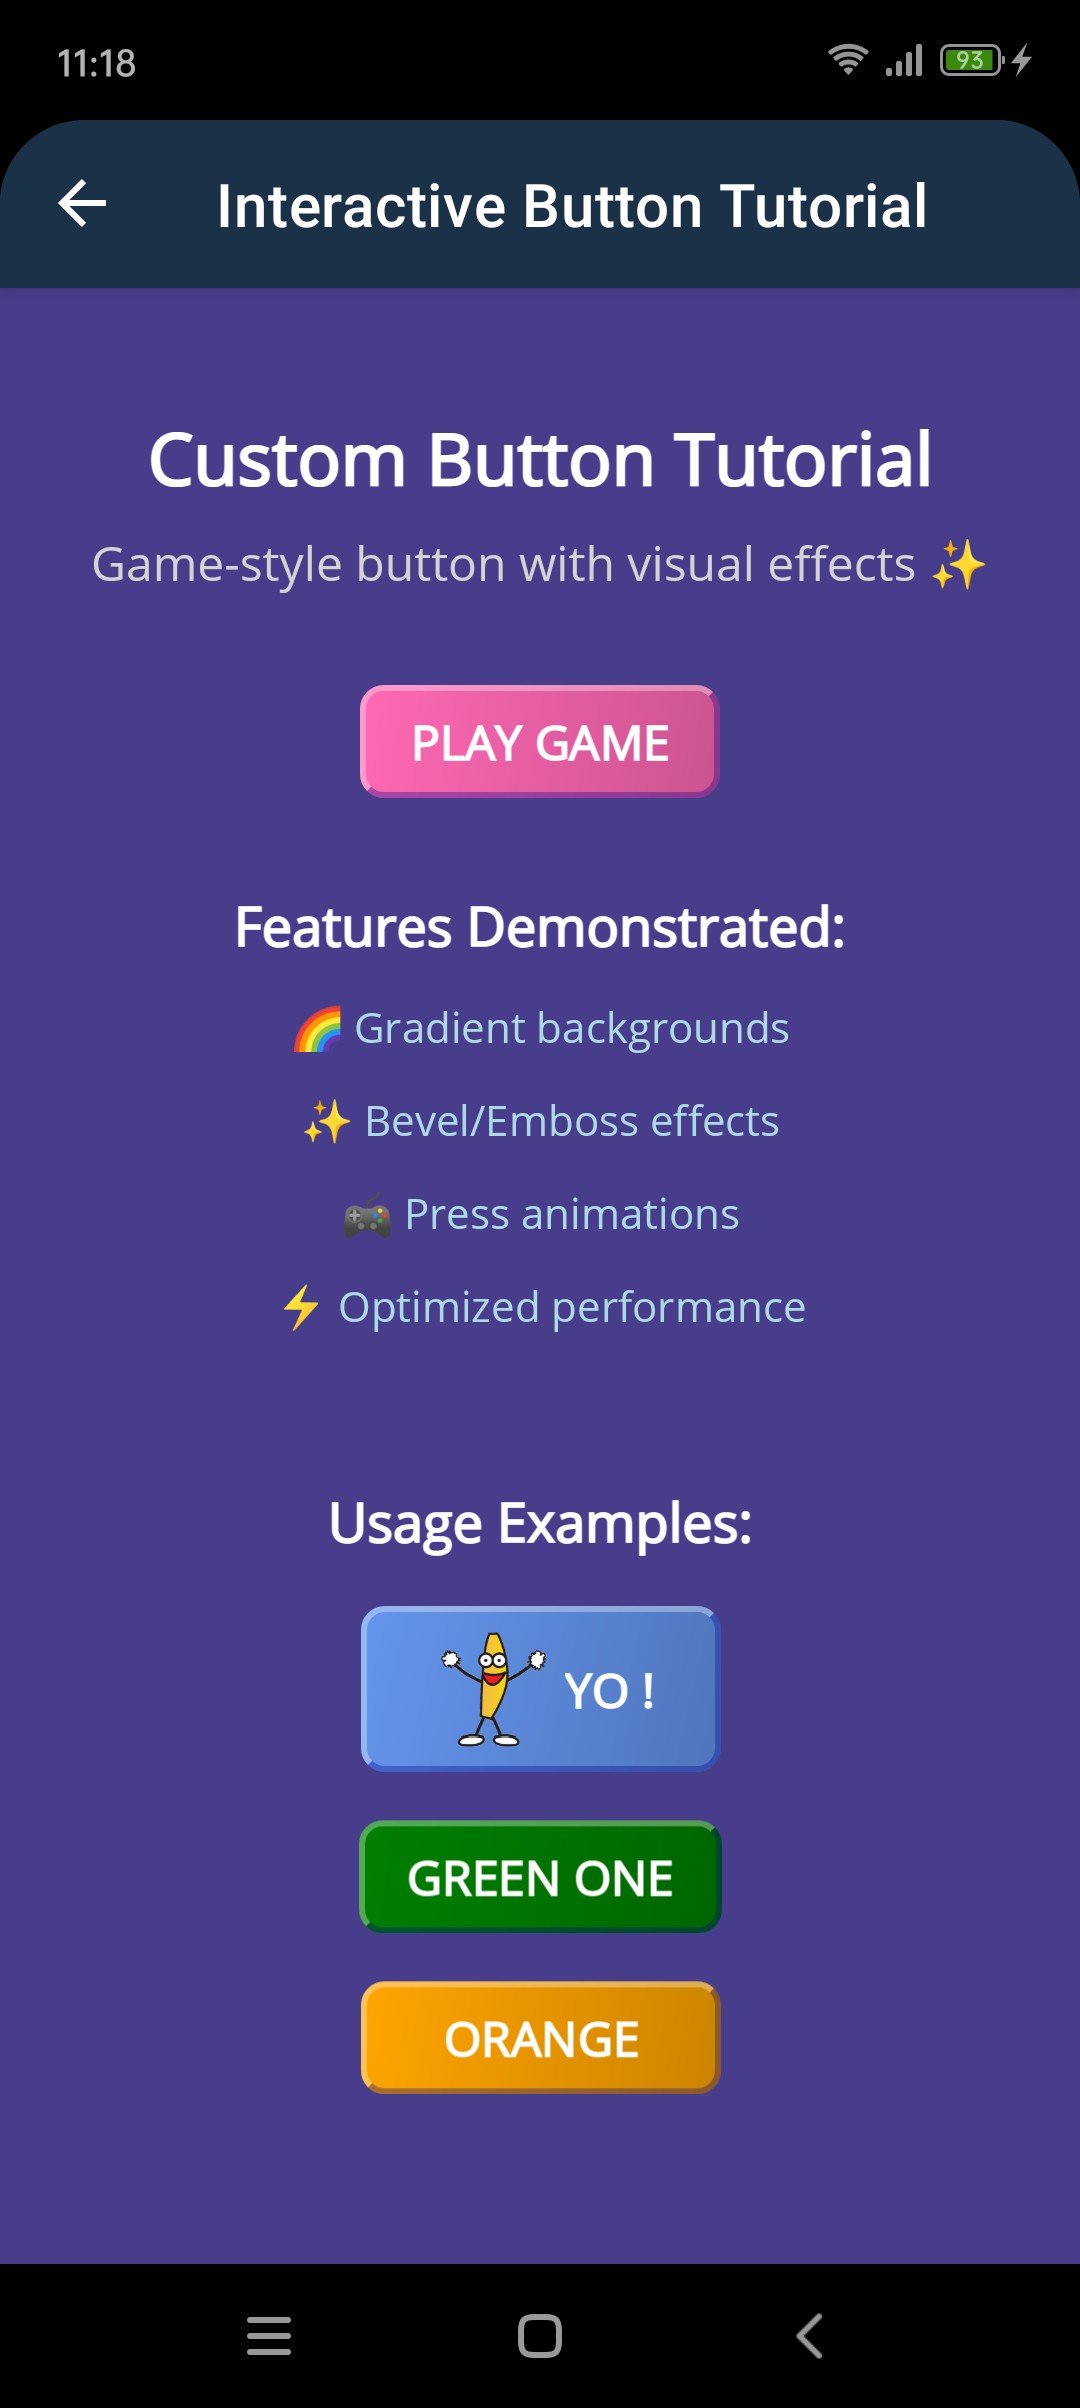 11:18
93
Interactive Button Tutorial
Custom Button Tutorial
Game-style button with visual effects ✨
PLAY GAME
Features Demonstrated:
🌈 Gradient backgrounds
✨ Bevel/Emboss effects
🎮 Press animations
⚡ Optimized performance
Usage Examples:
YO !
GREEN ONE
ORANGE